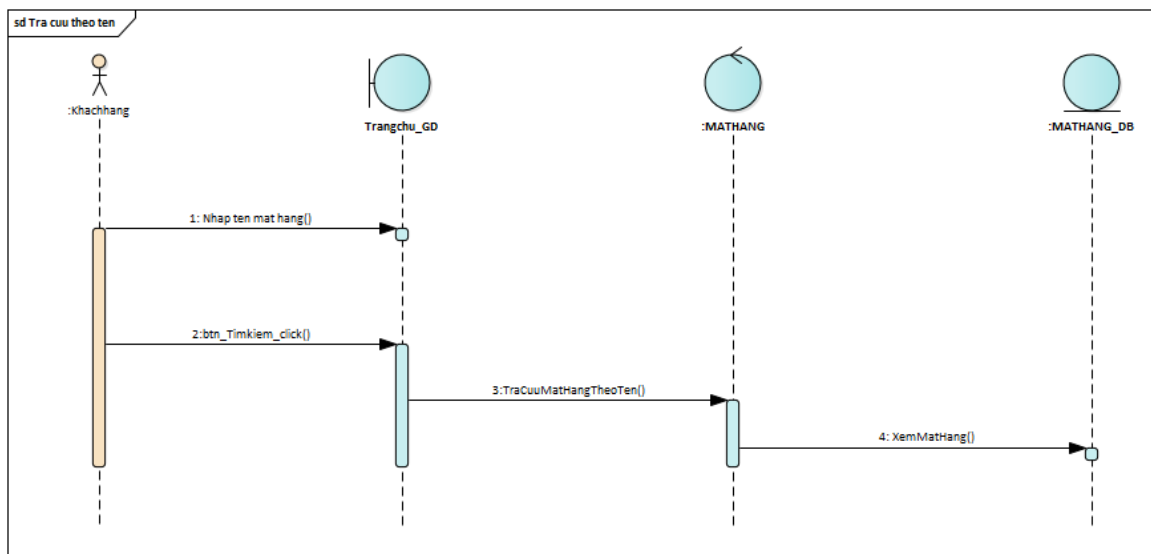 sd Tra cuu theo ten
:Khachhang
Trangchu_GD
:MATHANG
:MATHANG_DB
1: Nhap ten mat hang()
2:btn_Timkiem_click()
3:TraCuuMatHangTheoTen()
4: XemMatHang()